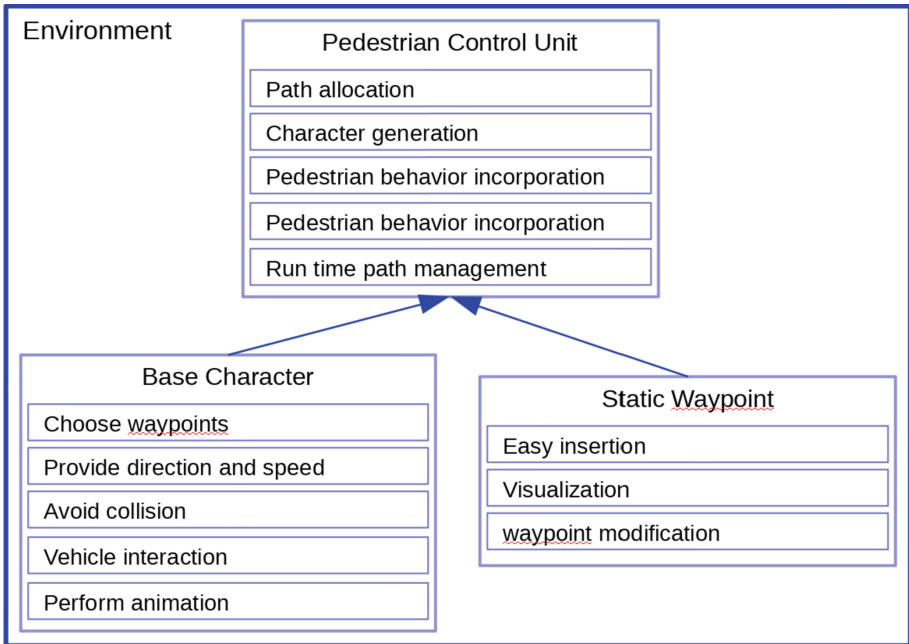 Environment
Pedestrian Control Unit
Path allocation
Character generation
Pedestrian behavior incorporation
Pedestrian behavior incorporation
Run time path management
Base Character
Choose waypoints
Provide direction and speed
Avoid collision
Vehicle interaction
Perform animation
Static Waypoint
Easy insertion
Visualization
waypoint modification